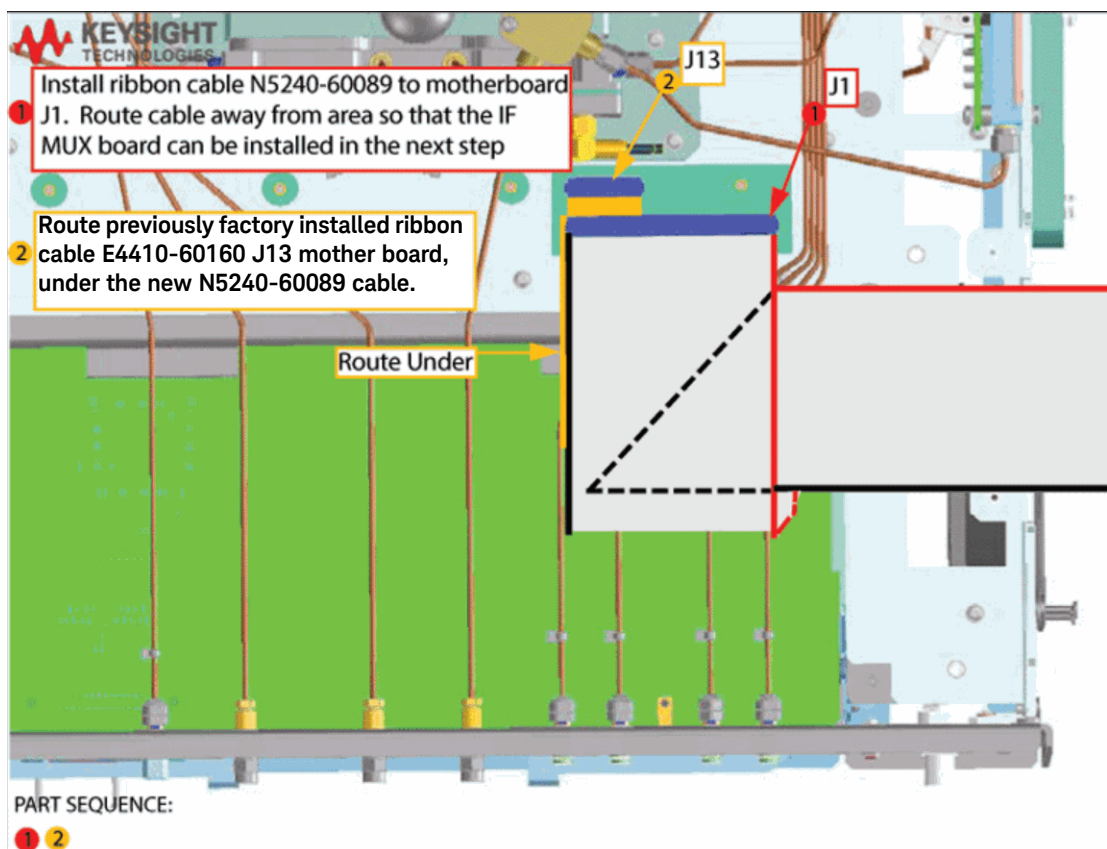 KEYSIGHT
TECHNOLOGIES
J13
2
J1
1
1
Install ribbon cable N5240-60089 to motherboard
J1. Route cable away from area so that the IF
MUX board can be installed in the next step
2
Route previously factory installed ribbon
cable E4410-60160 J13 mother board,
under the new N5240-60089 cable.
Route Under
PART SEQUENCE:
1 2